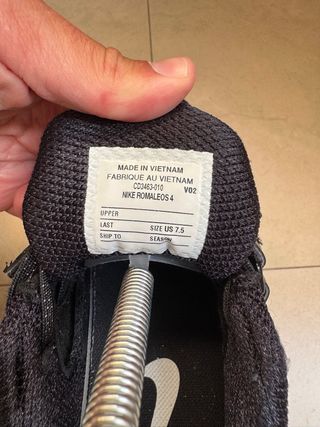 MADE IN VIETNAM
FABRIQUE AU VIETNAM
CD3463-010 V02
NIKE ROMALEOS 4
UPPER
LAST SIZE US 7.5
SHIP TO SEASON